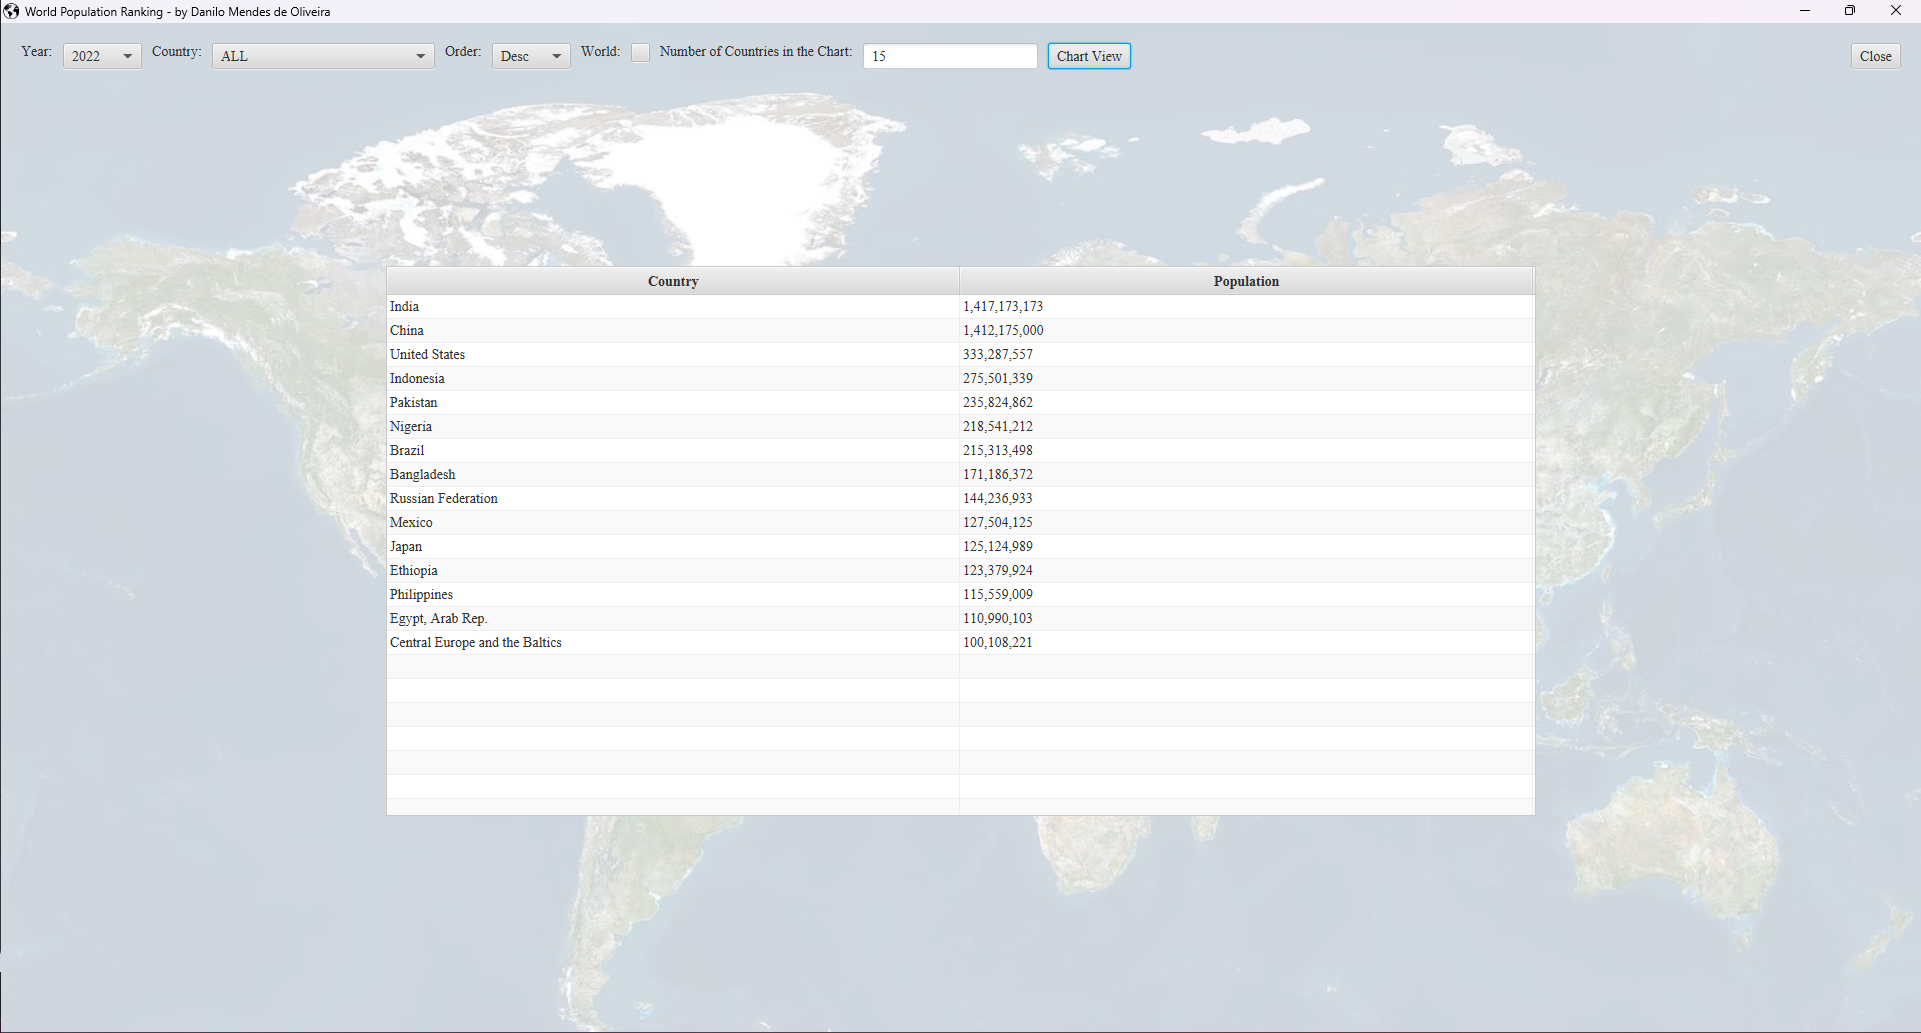 World Population Ranking - by Danilo Mendes de Oliveira
Year: 2022 Country: ALL Order: Desc World: Number of Countries in the Chart: 15 Chart View Close
Country Population
India 1,417,173,173
China 1,412,175,000
United States 333,287,557
Indonesia 275,501,339
Pakistan 235,824,862
Nigeria 218,541,212
Brazil 215,313,498
Bangladesh 171,186,372
Russian Federation 144,236,933
Mexico 127,504,125
Japan 125,124,989
Ethiopia 123,379,924
Philippines 115,559,009
Egypt, Arab Rep. 110,990,103
Central Europe and the Baltics 100,108,221